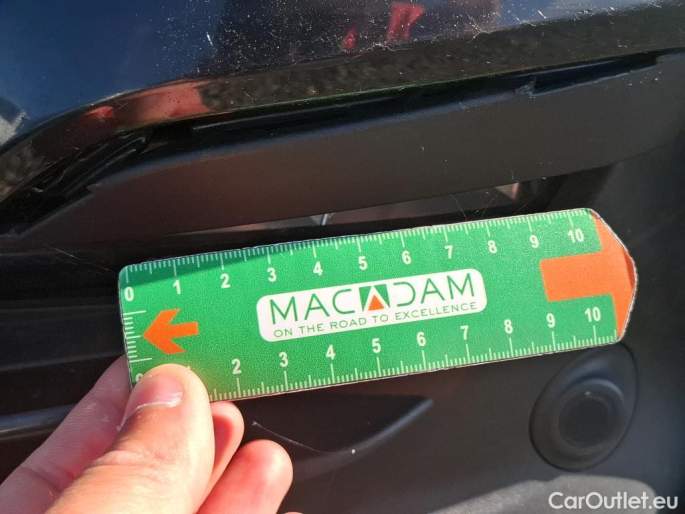 0 1 2 3 4 5 6 7 8 9 10
MACADAM
ON THE ROAD TO EXCELLENCE
2 3 4 5 6 7 8 9 10
CarOutlet.eu